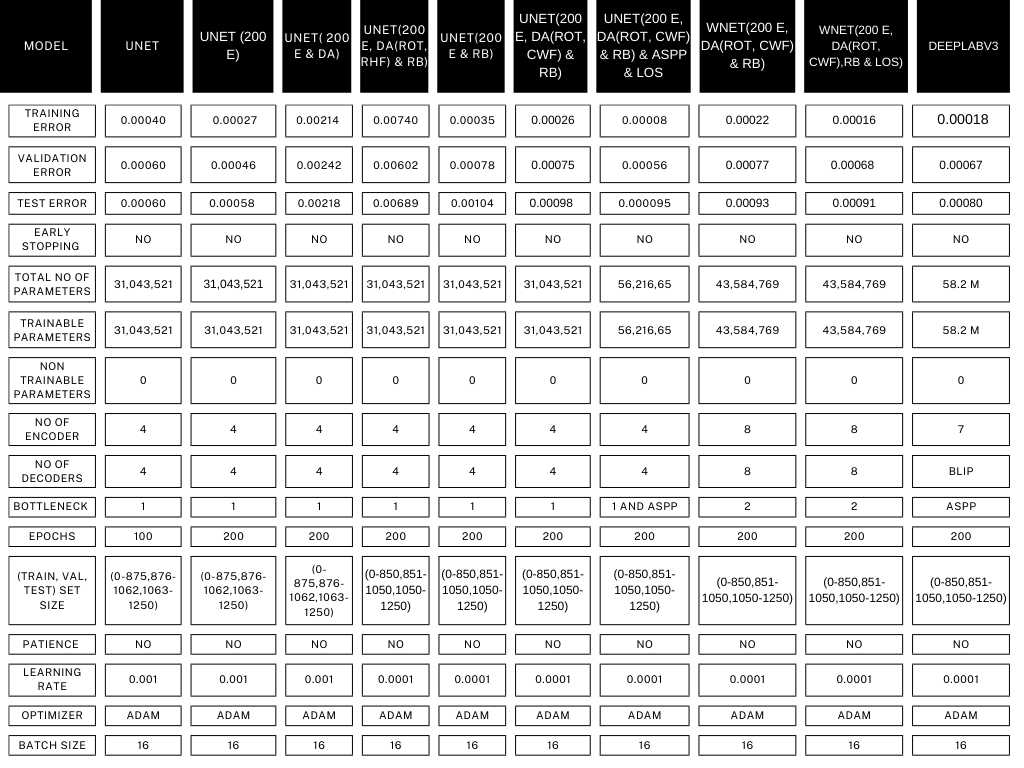 MODEL UNET UNET (200 E) UNET( 200 E & DA) UNET(200 E, DA(ROT, RHF) & RB) UNET(200 E & RB) UNET(200 E, DA(ROT, CWF) & RB) UNET(200 E, DA(ROT, CWF) & RB) & ASPP & LOS WNET(200 E, DA(ROT, CWF) & RB) WNET(200 E, DA(ROT, CWF),RB & LOS) DEEPLABV3
TRAINING ERROR 0.00040 0.00027 0.00214 0.00740 0.00035 0.00026 0.00008 0.00022 0.00016 0.00018
VALIDATION ERROR 0.00060 0.00046 0.00242 0.00602 0.00078 0.00075 0.00056 0.00077 0.00068 0.00067
TEST ERROR 0.00060 0.00058 0.00218 0.00689 0.00104 0.00098 0.000095 0.00093 0.00091 0.00080
EARLY STOPPING NO NO NO NO NO NO NO NO NO NO
TOTAL NO OF PARAMETERS 31,043,521 31,043,521 31,043,521 31,043,521 31,043,521 31,043,521 56,216,65 43,584,769 43,584,769 58.2 M
TRAINABLE PARAMETERS 31,043,521 31,043,521 31,043,521 31,043,521 31,043,521 31,043,521 56,216,65 43,584,769 43,584,769 58.2 M
NON TRAINABLE PARAMETERS 0 0 0 0 0 0 0 0 0 0
NO OF ENCODER 4 4 4 4 4 4 4 8 8 7
NO OF DECODERS 4 4 4 4 4 4 4 8 8 BLIP
BOTTLENECK 1 1 1 1 1 1 1 AND ASPP 2 2 ASPP
EPOCHS 100 200 200 200 200 200 200 200 200 200
(TRAIN, VAL, TEST) SET SIZE (0-875,876-1062,1063-1250) (0-875,876-1062,1063-1250) (0-875,876-1062,1063-1250) (0-850,851-1050,1050-1250) (0-850,851-1050,1050-1250) (0-850,851-1050,1050-1250) (0-850,851-1050,1050-1250) (0-850,851-1050,1050-1250) (0-850,851-1050,1050-1250) (0-850,851-1050,1050-1250)
PATIENCE NO NO NO NO NO NO NO NO NO NO
LEARNING RATE 0.001 0.001 0.001 0.0001 0.0001 0.0001 0.0001 0.0001 0.0001 0.0001
OPTIMIZER ADAM ADAM ADAM ADAM ADAM ADAM ADAM ADAM ADAM ADAM
BATCH SIZE 16 16 16 16 16 16 16 16 16 16